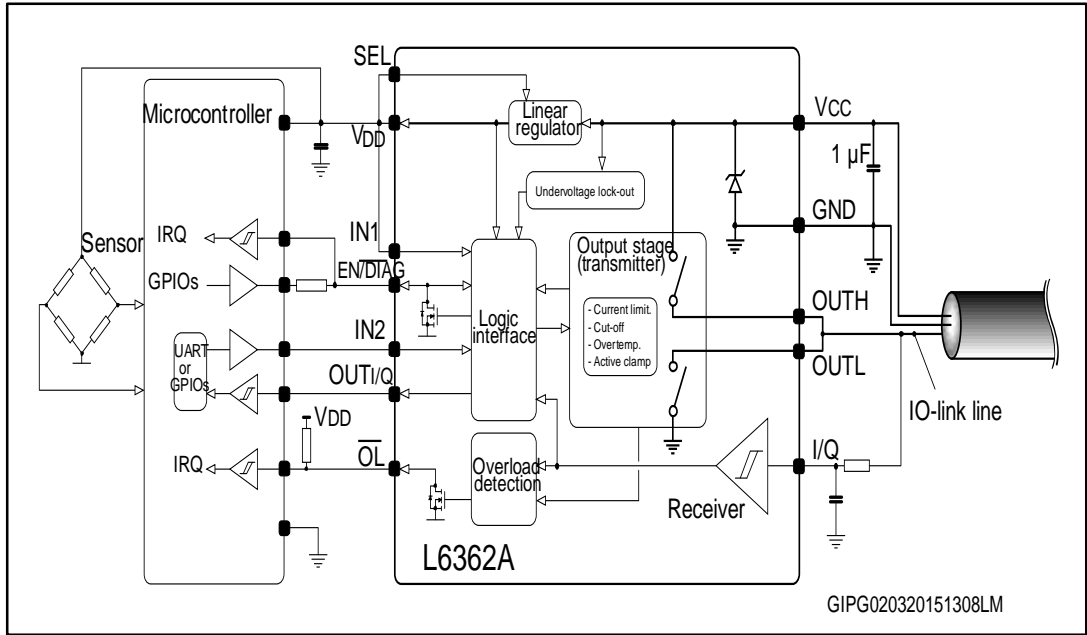 SEL
Microcontroller
VDD
Linear
regulator
VCC
1 µF
Undervoltage lock-out
GND
Sensor
IRQ
GPIOs
IN1
EN/DIAG
Logic
interface
Output stage
(transmitter)
- Current limit.
- Cut-off
- Overtemp.
- Active clamp
OUTH
OUTL
IO-link line
UART
or
GPIOs
IN2
OUTI/Q
VDD
IRQ
OL
Overload
detection
Receiver
I/Q
L6362A
GIPG020320151308LM